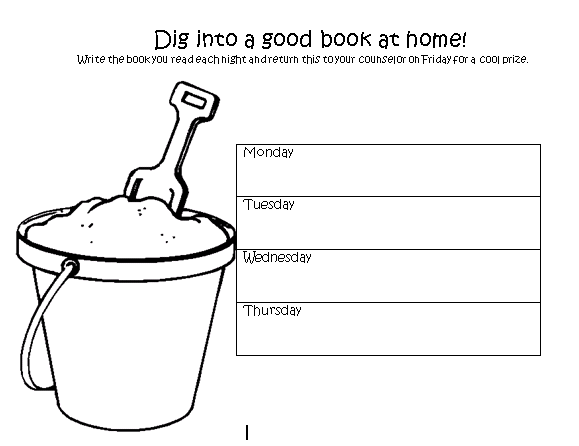 Dig into a good book at home!
Write the book you read each night and return this to your counselor on Friday for a cool prize.
Monday
Tuesday
Wednesday
Thursday